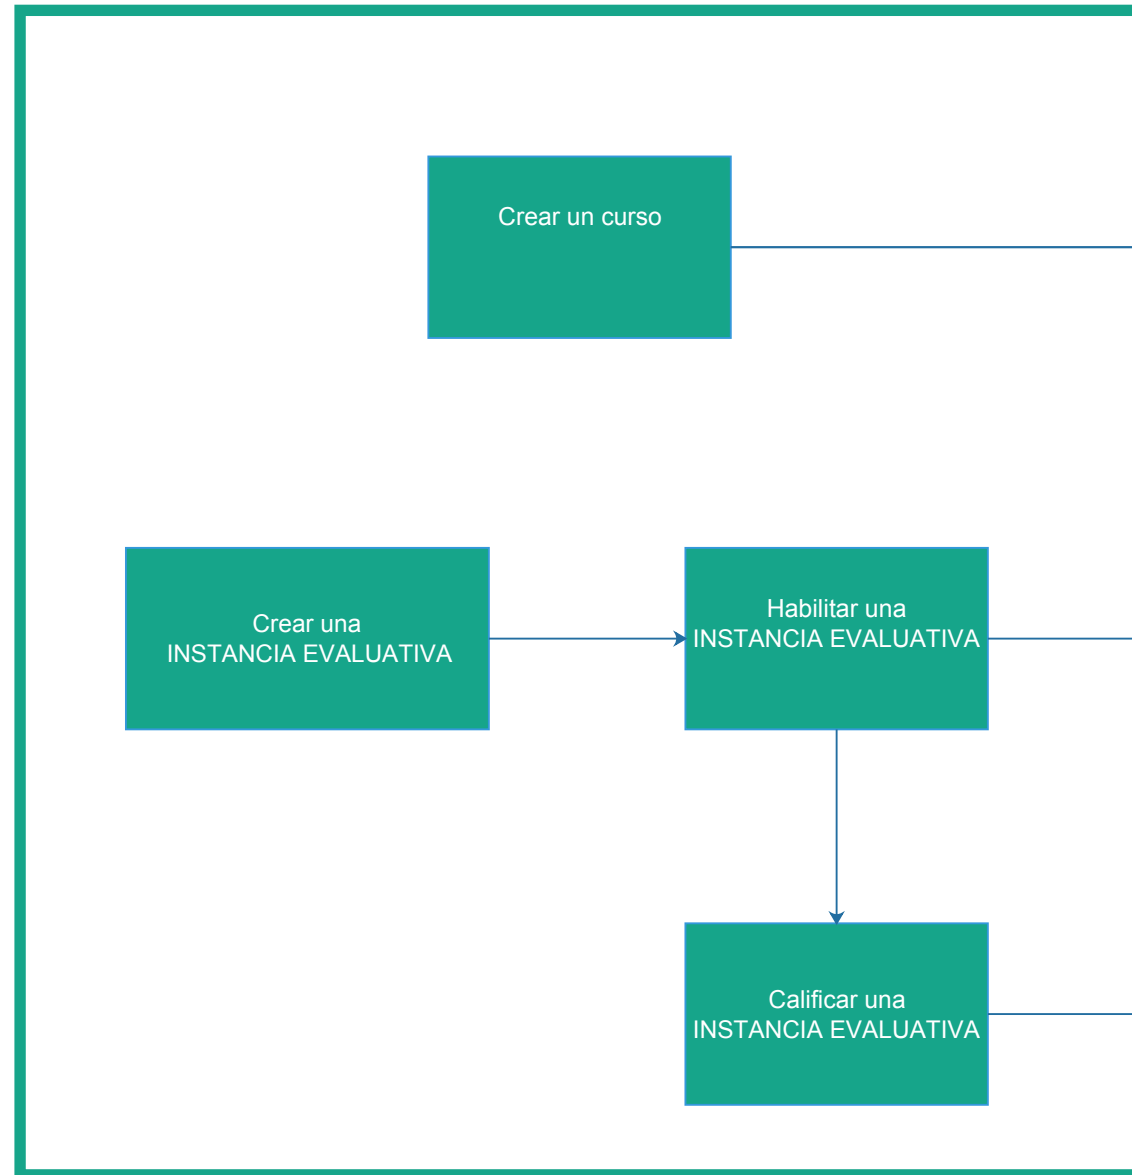 Crear un curso
Crear una
INSTANCIA EVALUATIVA
Habilitar una
INSTANCIA EVALUATIVA
Calificar una
INSTANCIA EVALUATIVA